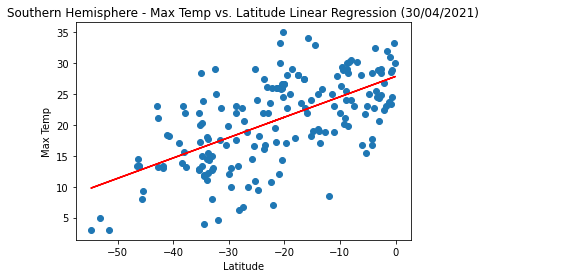 Southern Hemisphere - Max Temp vs. Latitude Linear Regression (30/04/2021)
35
30
25
20
15
10
5
Max Temp
−50 −40 −30 −20 −10 0
Latitude